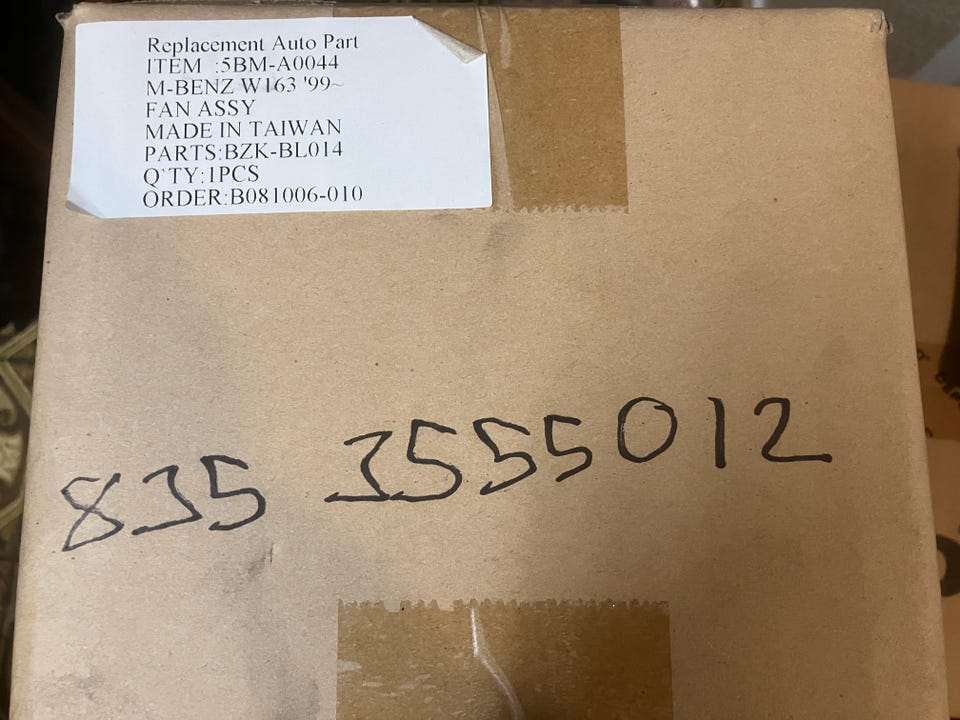 Replacement Auto Part
ITEM :5BM-A0044
M-BENZ W163 '99~
FAN ASSY
MADE IN TAIWAN
PARTS:BZK-BL014
Q`TY:1PCS
ORDER:B081006-010
835 3555012